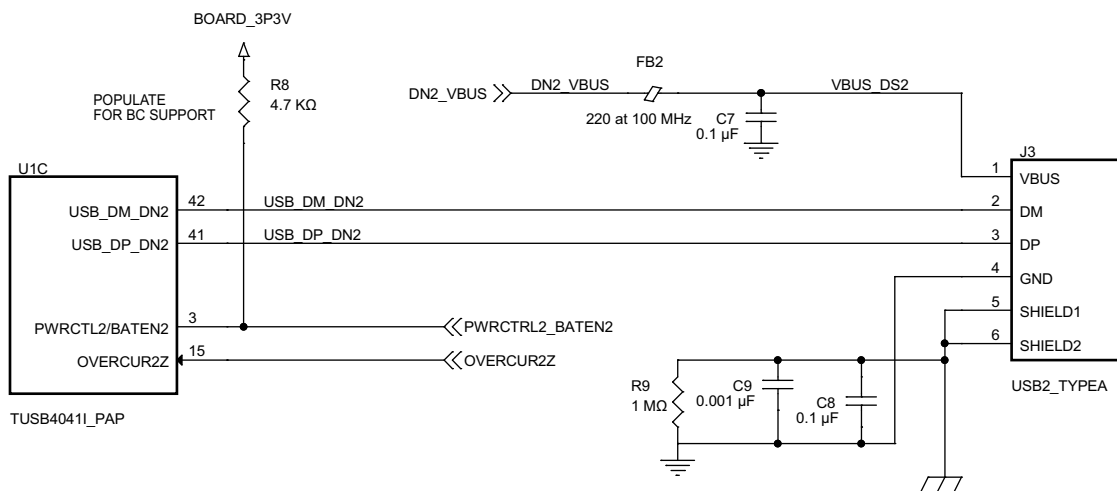 BOARD_3P3V
R8
4.7 KΩ
POPULATE
FOR BC SUPPORT
FB2
DN2_VBUS
DN2_VBUS
VBUS_DS2
220 at 100 MHz
C7
0.1 µF
U1C
J3
USB_DM_DN2
42
USB_DM_DN2
USB_DP_DN2
41
USB_DP_DN2
PWRCTL2/BATEN2
3
PWRCTRL2_BATEN2
OVERCUR2Z
15
OVERCUR2Z
TUSB4041I_PAP
1
VBUS
2
DM
3
DP
4
GND
5
SHIELD1
6
SHIELD2
USB2_TYPEA
R9
1 MΩ
C9
0.001 µF
C8
0.1 µF